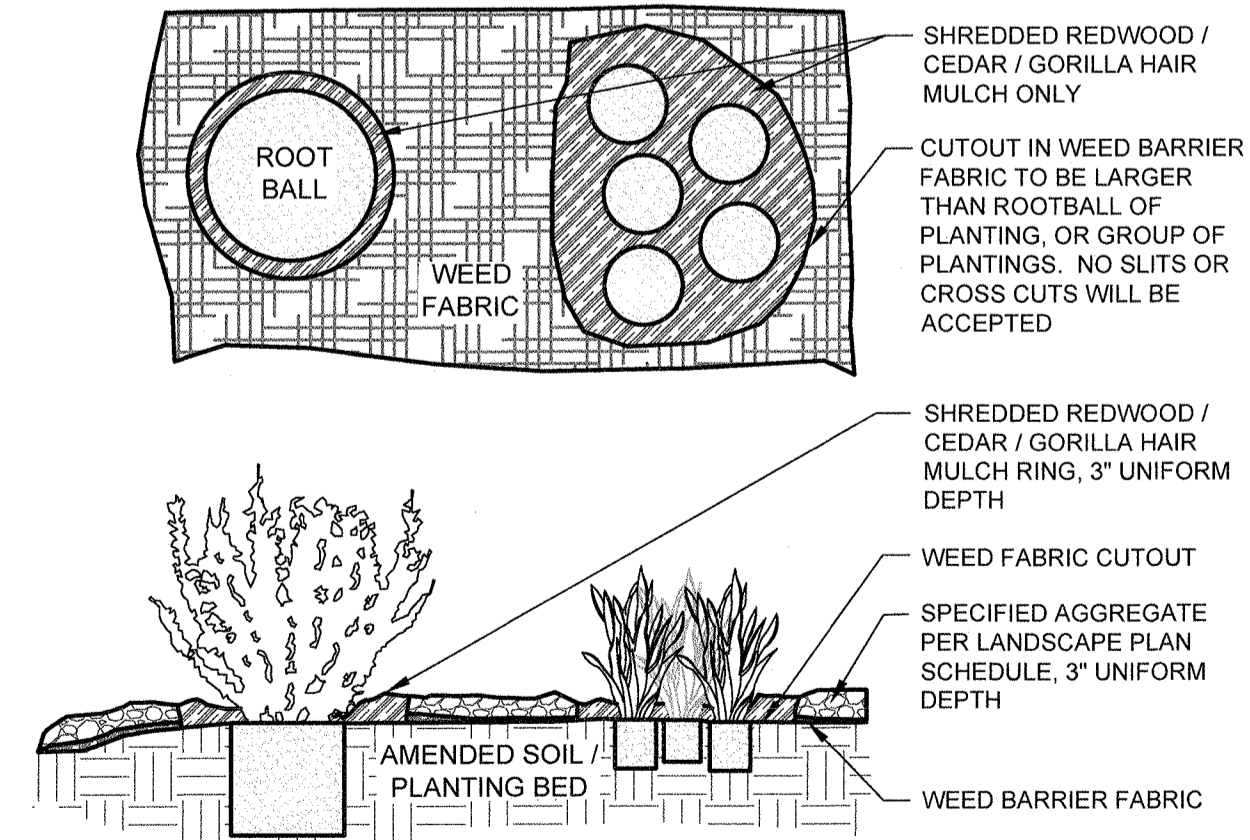 SHREDDED REDWOOD /
CEDAR / GORILLA HAIR
MULCH ONLY
ROOT
BALL
WEED
FABRIC
CUTOUT IN WEED BARRIER
FABRIC TO BE LARGER
THAN ROOTBALL OF
PLANTING, OR GROUP OF
PLANTINGS. NO SLITS OR
CROSS CUTS WILL BE
ACCEPTED
SHREDDED REDWOOD /
CEDAR / GORILLA HAIR
MULCH RING, 3" UNIFORM
DEPTH
WEED FABRIC CUTOUT
SPECIFIED AGGREGATE
PER LANDSCAPE PLAN
SCHEDULE, 3" UNIFORM
DEPTH
AMENDED SOIL /
PLANTING BED
WEED BARRIER FABRIC